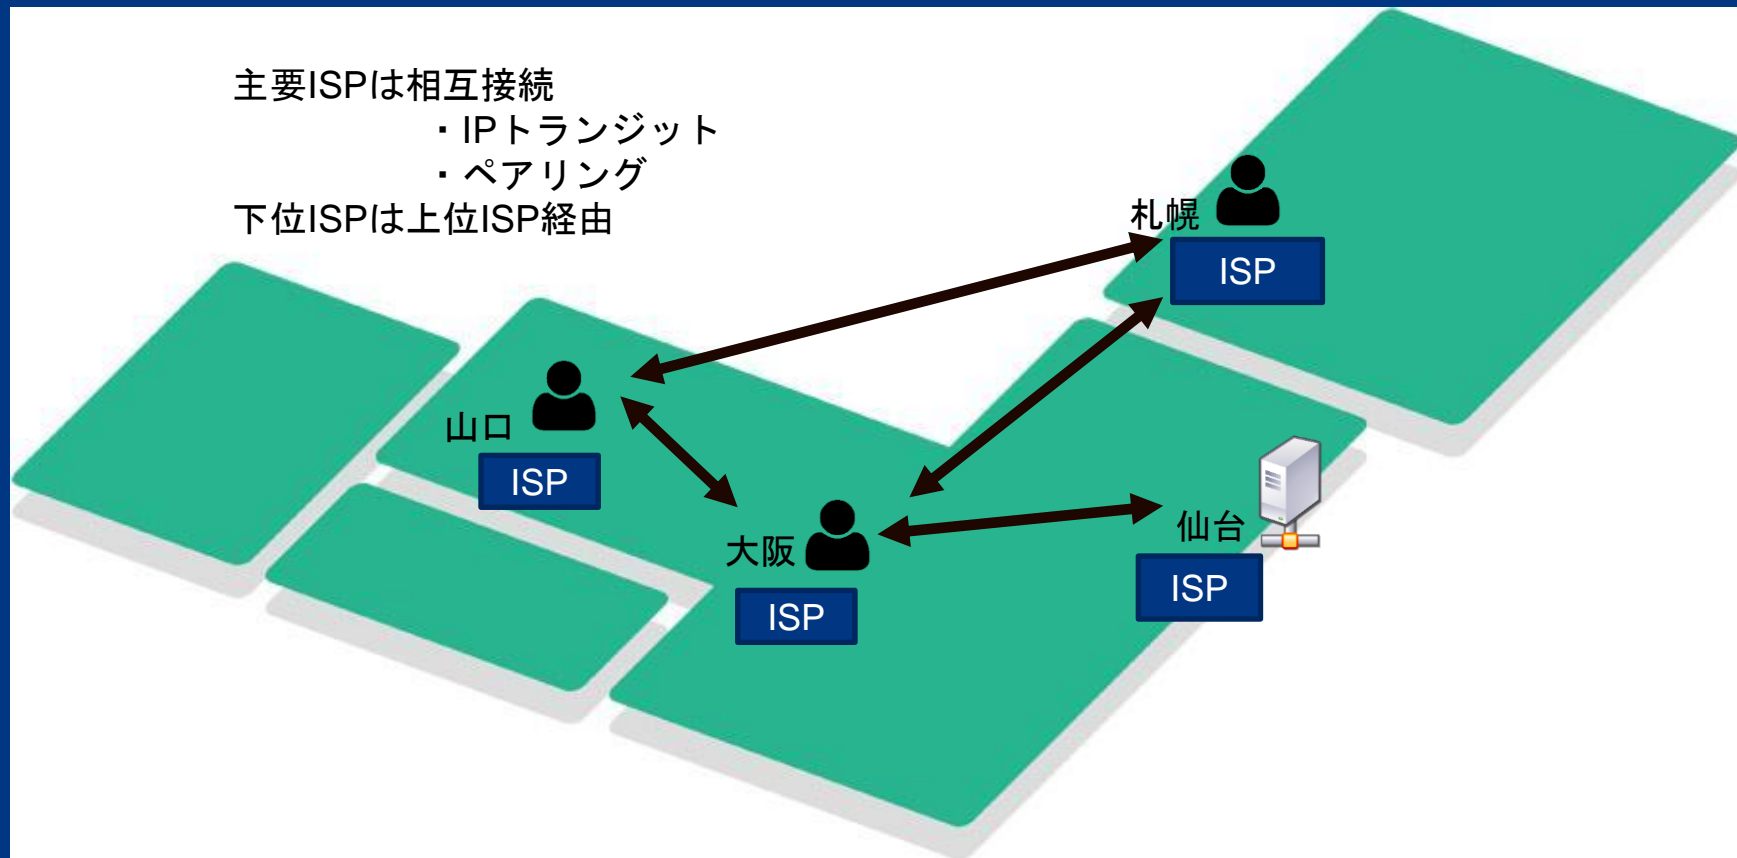 主要ISPは相互接続
・IPトランジット
・ペアリング
下位ISPは上位ISP経由
札幌
ISP
山口
ISP
大阪
ISP
仙台
ISP